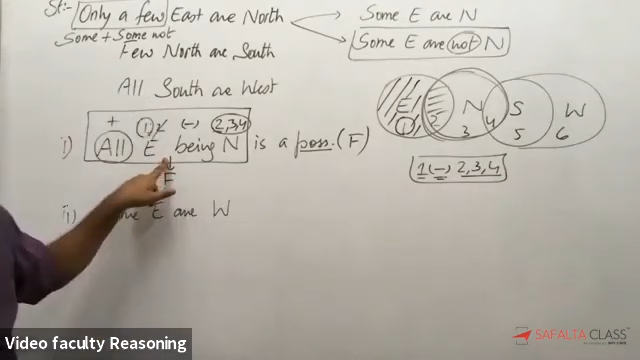 St:- Only a few East are North
Some E are N
Some E are not N
Some + Some not
Few North are South
All South are West
+ 1, 2 (-) 2,3,4
i) All E being N is a poss. (F)
F
ii) E are W
E N S W
1 2 3 4 5 6
1 (-) 2,3,4
Video faculty Reasoning
SAFALTA CLASS